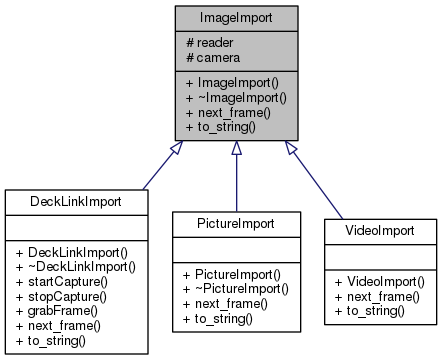 ImageImport
# reader
# camera
+ ImageImport()
+ ~ImageImport()
+ next_frame()
+ to_string()
DeckLinkImport
+ DeckLinkImport()
+ ~DeckLinkImport()
+ startCapture()
+ stopCapture()
+ grabFrame()
+ next_frame()
+ to_string()
PictureImport
+ PictureImport()
+ ~PictureImport()
+ next_frame()
+ to_string()
VideoImport
+ VideoImport()
+ next_frame()
+ to_string()